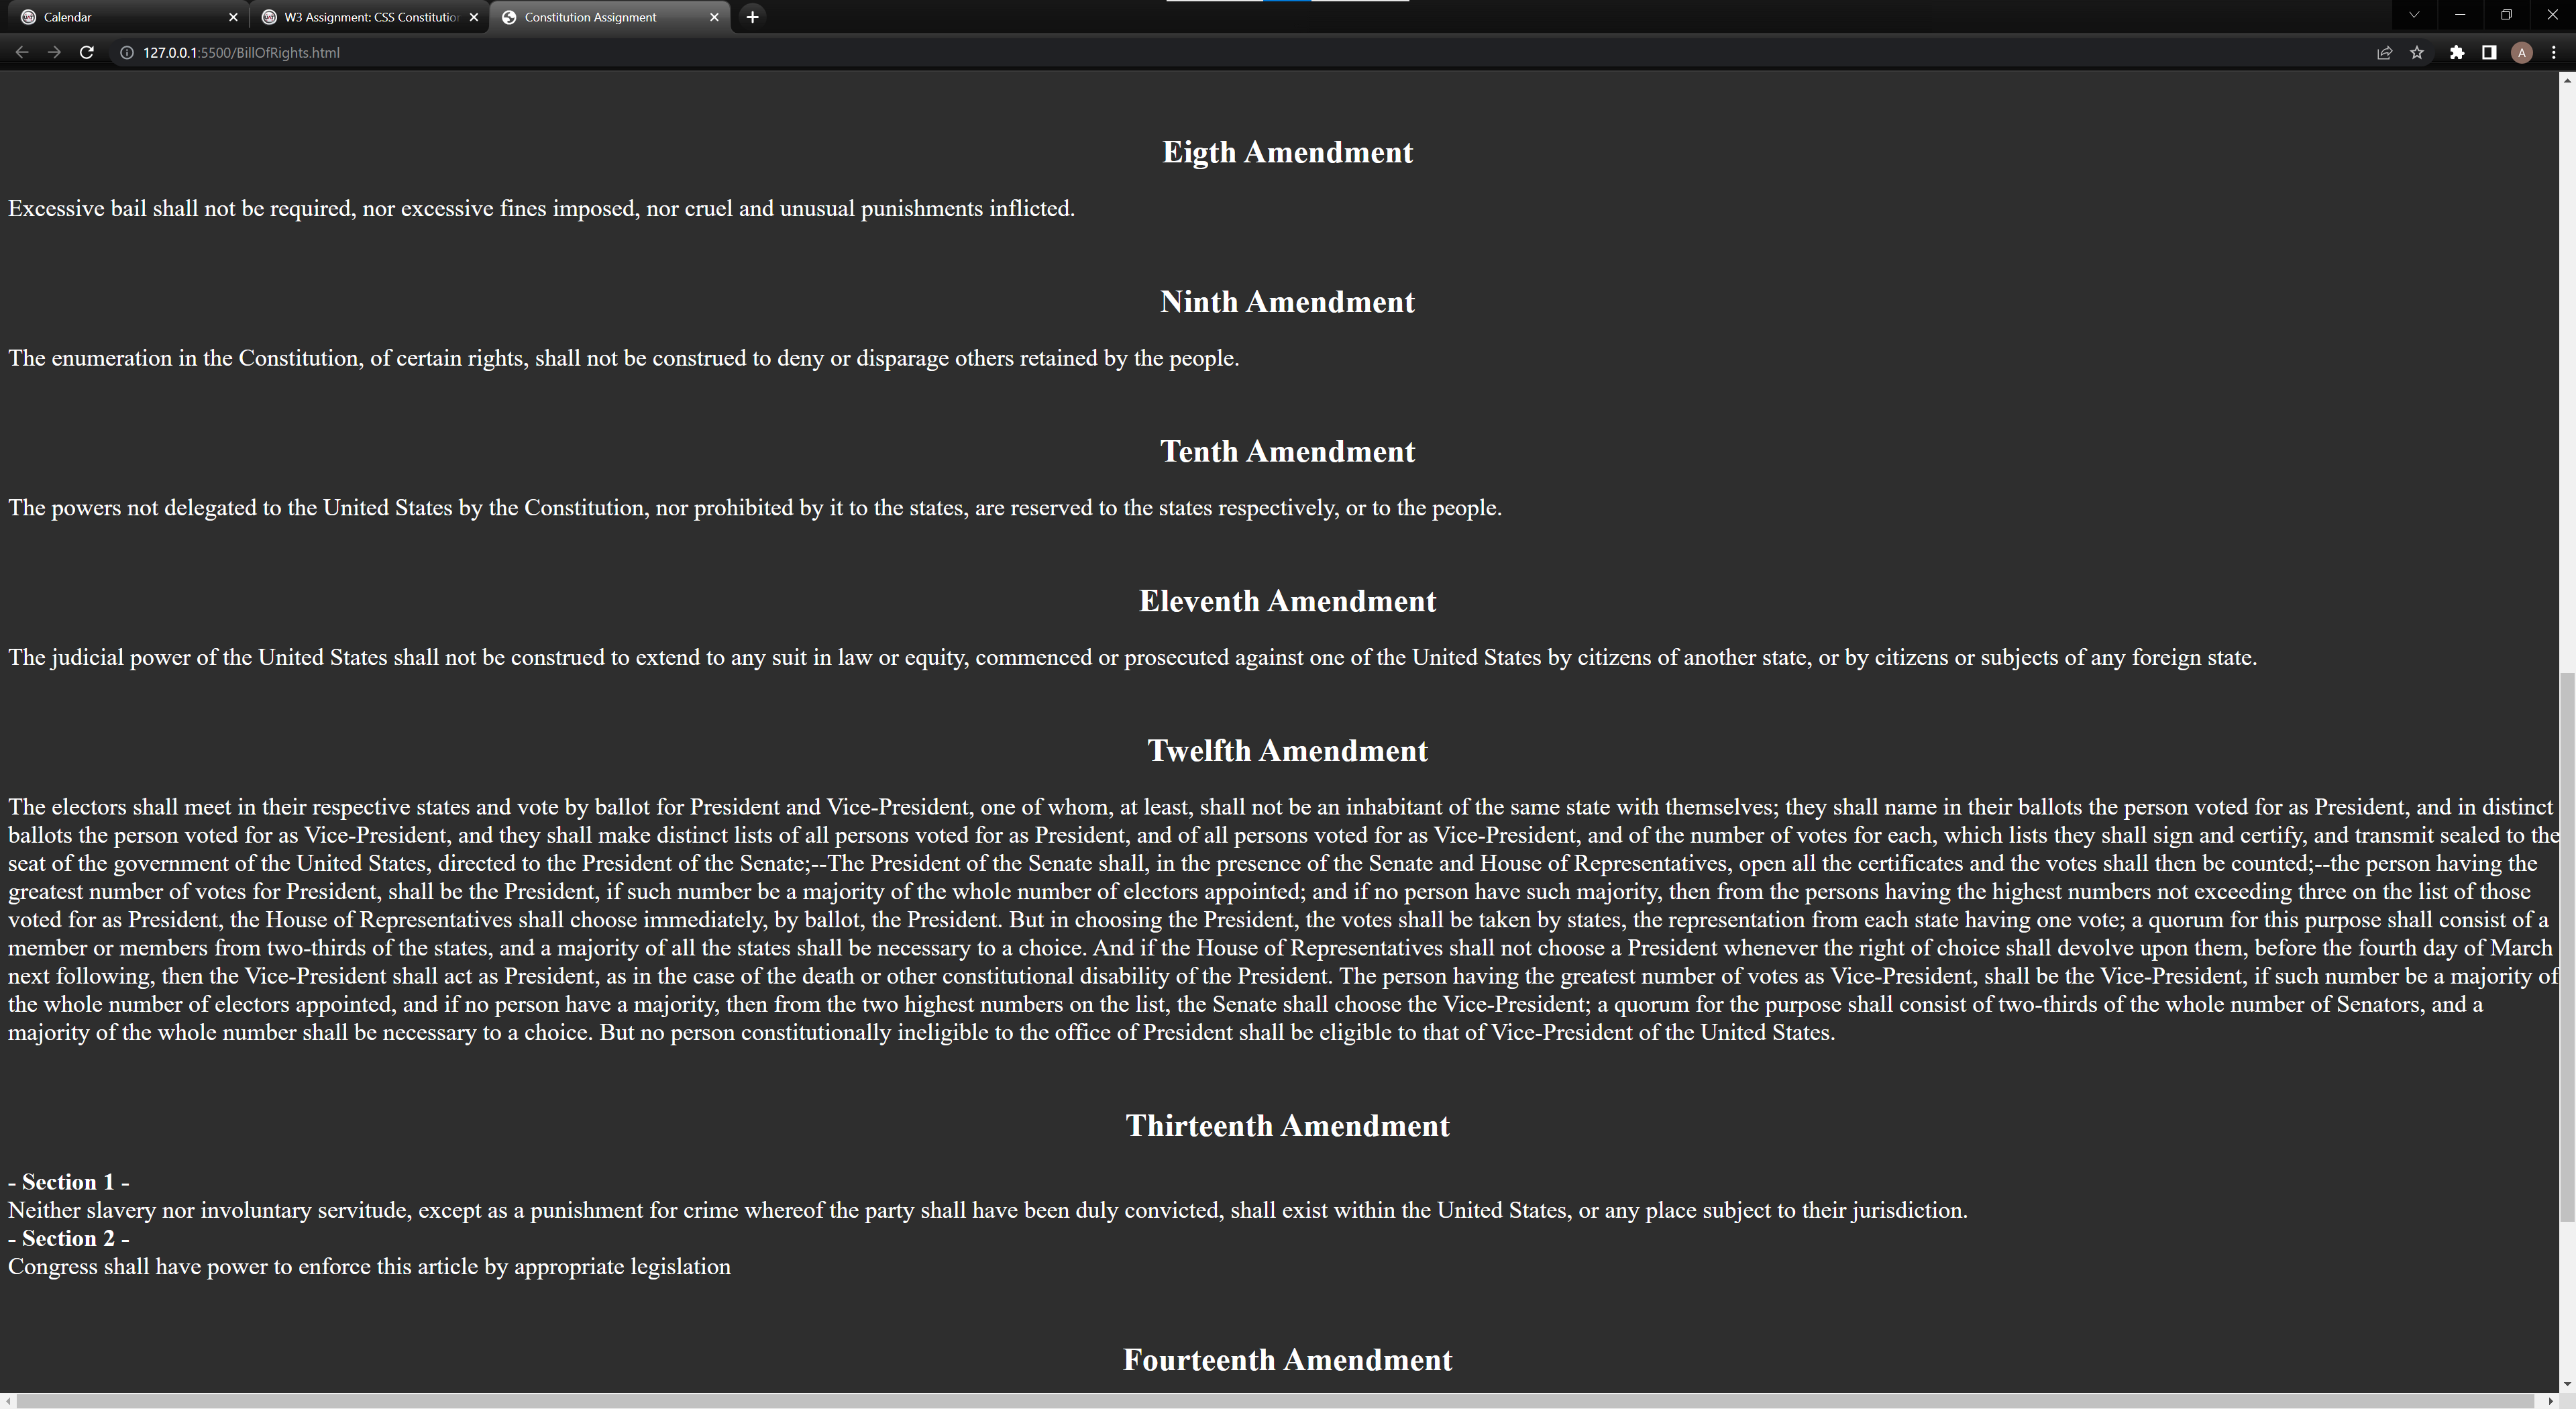 Calendar
W3 Assignment: CSS Constitution
Constitution Assignment
127.0.0.1:5500/BillOfRights.html
A
Eigth Amendment
Excessive bail shall not be required, nor excessive fines imposed, nor cruel and unusual punishments inflicted.
Ninth Amendment
The enumeration in the Constitution, of certain rights, shall not be construed to deny or disparage others retained by the people.
Tenth Amendment
The powers not delegated to the United States by the Constitution, nor prohibited by it to the states, are reserved to the states respectively, or to the people.
Eleventh Amendment
The judicial power of the United States shall not be construed to extend to any suit in law or equity, commenced or prosecuted against one of the United States by citizens of another state, or by citizens or subjects of any foreign state.
Twelfth Amendment
The electors shall meet in their respective states and vote by ballot for President and Vice-President, one of whom, at least, shall not be an inhabitant of the same state with themselves; they shall name in their ballots the person voted for as President, and in distinct
ballots the person voted for as Vice-President, and they shall make distinct lists of all persons voted for as President, and of all persons voted for as Vice-President, and of the number of votes for each, which lists they shall sign and certify, and transmit sealed to the
seat of the government of the United States, directed to the President of the Senate;--The President of the Senate shall, in the presence of the Senate and House of Representatives, open all the certificates and the votes shall then be counted;--the person having the
greatest number of votes for President, shall be the President, if such number be a majority of the whole number of electors appointed; and if no person have such majority, then from the persons having the highest numbers not exceeding three on the list of those
voted for as President, the House of Representatives shall choose immediately, by ballot, the President. But in choosing the President, the votes shall be taken by states, the representation from each state having one vote; a quorum for this purpose shall consist of a
member or members from two-thirds of the states, and a majority of all the states shall be necessary to a choice. And if the House of Representatives shall not choose a President whenever the right of choice shall devolve upon them, before the fourth day of March
next following, then the Vice-President shall act as President, as in the case of the death or other constitutional disability of the President. The person having the greatest number of votes as Vice-President, shall be the Vice-President, if such number be a majority of
the whole number of electors appointed, and if no person have a majority, then from the two highest numbers on the list, the Senate shall choose the Vice-President; a quorum for the purpose shall consist of two-thirds of the whole number of Senators, and a
majority of the whole number shall be necessary to a choice. But no person constitutionally ineligible to the office of President shall be eligible to that of Vice-President of the United States.
Thirteenth Amendment
- Section 1 -
Neither slavery nor involuntary servitude, except as a punishment for crime whereof the party shall have been duly convicted, shall exist within the United States, or any place subject to their jurisdiction.
- Section 2 -
Congress shall have power to enforce this article by appropriate legislation
Fourteenth Amendment